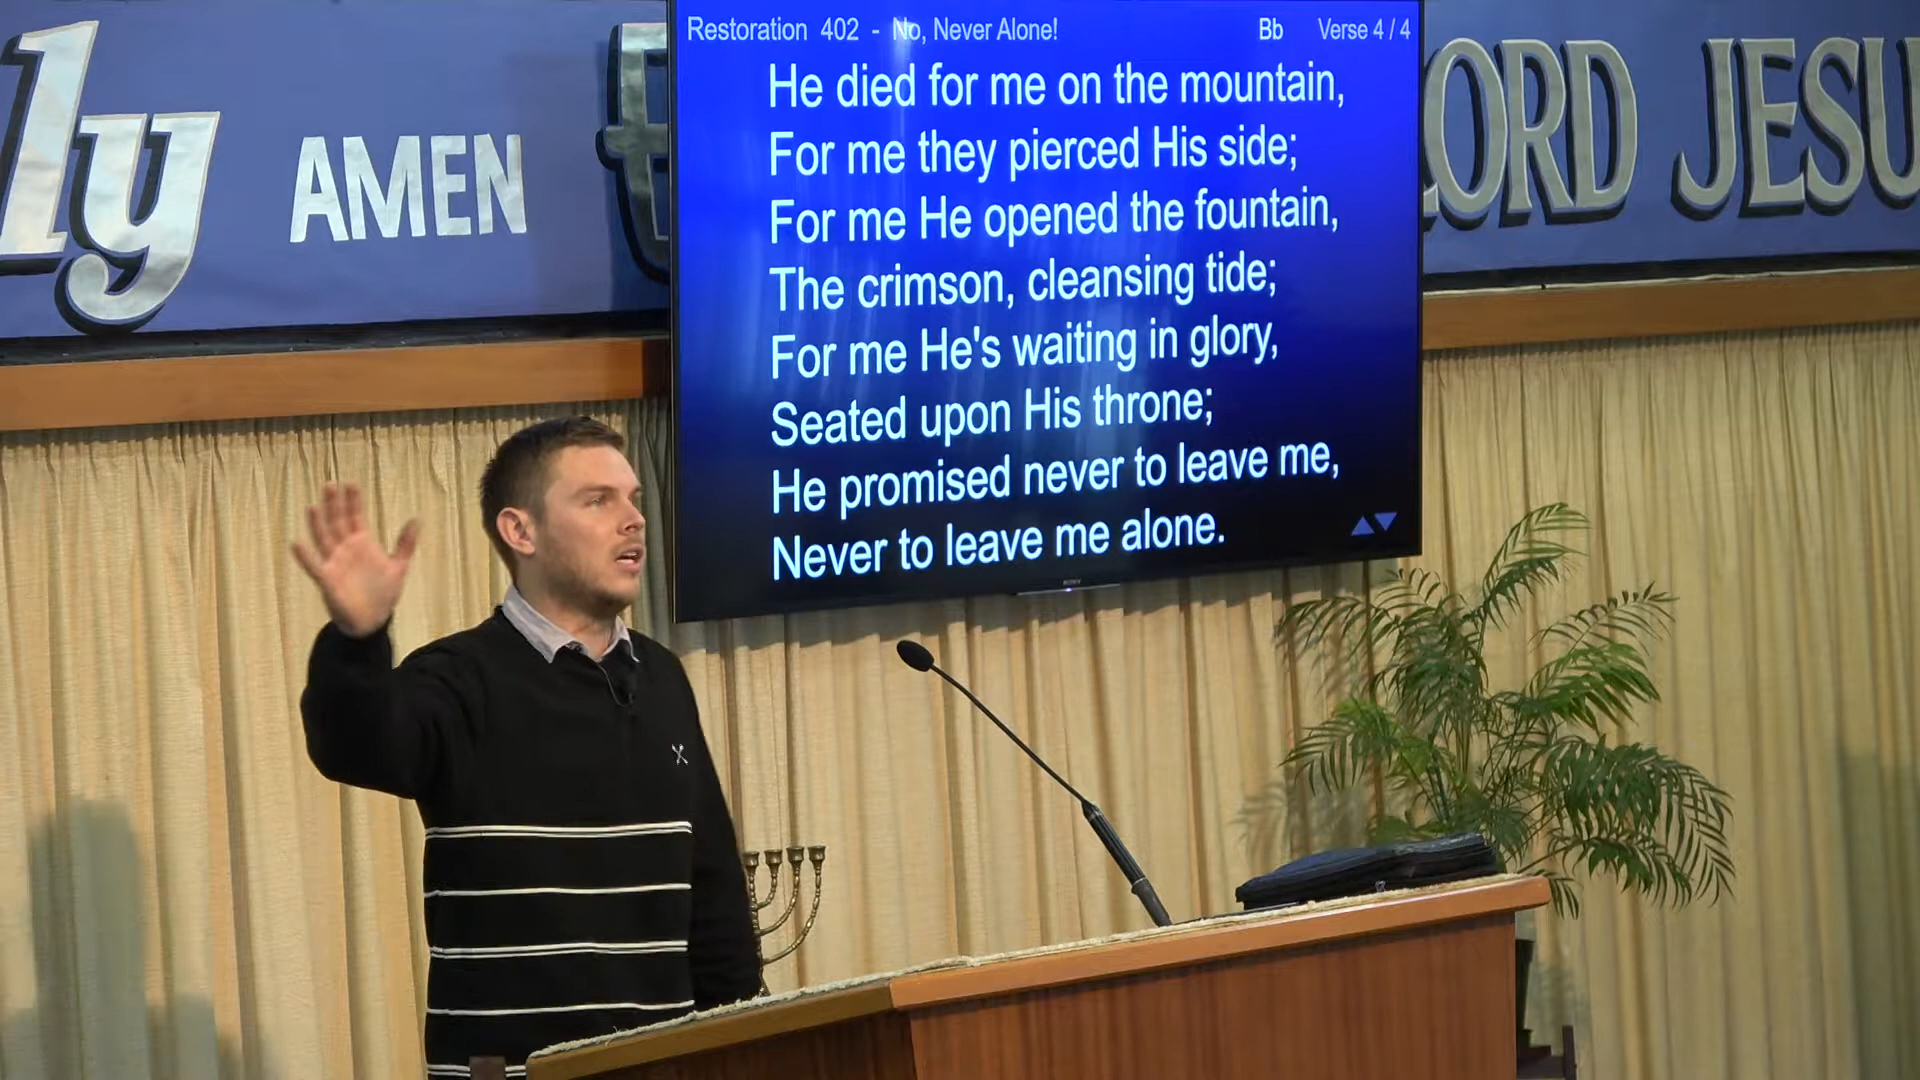 Restoration 402 - No, Never Alone! Bb Verse 4 / 4
He died for me on the mountain,
For me they pierced His side;
For me He opened the fountain,
The crimson, cleansing tide;
For me He's waiting in glory,
Seated upon His throne;
He promised never to leave me,
Never to leave me alone.
ly AMEN
ORD JESU
SONY